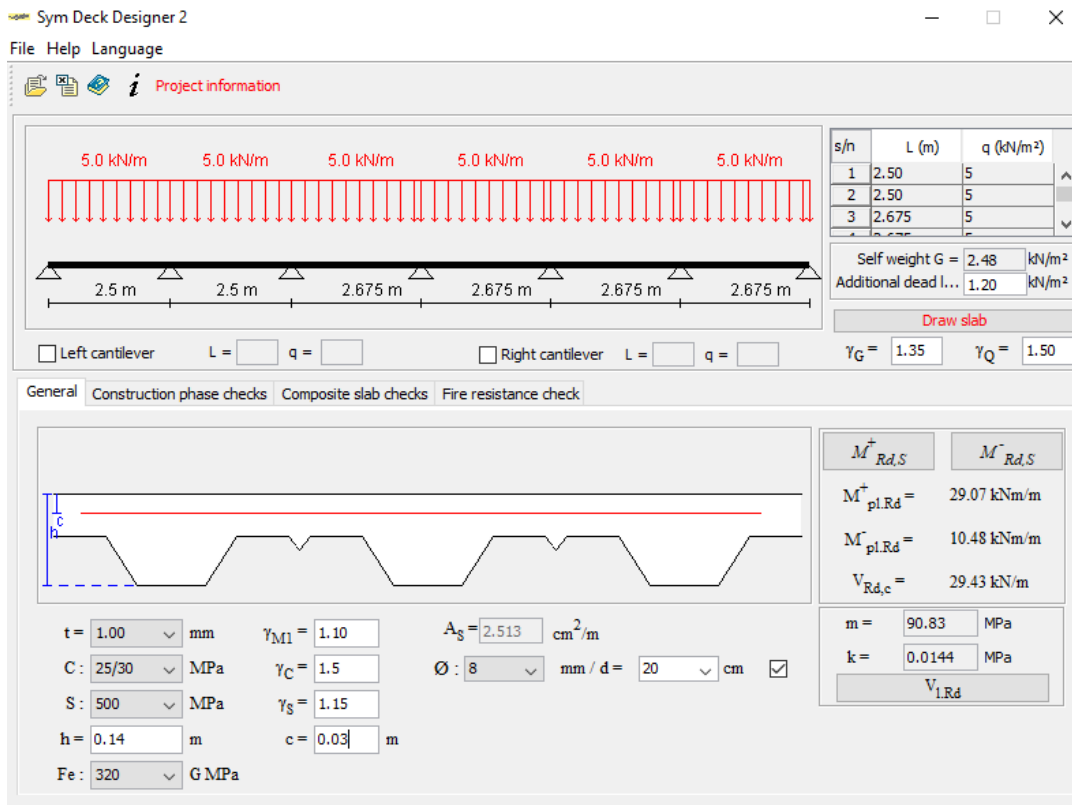 Sym Deck Designer 2
File Help Language
Project information
5.0 kN/m 5.0 kN/m 5.0 kN/m 5.0 kN/m 5.0 kN/m 5.0 kN/m
2.5 m 2.5 m 2.675 m 2.675 m 2.675 m 2.675 m
s/n L (m) q (kN/m²)
1 2.50 5
2 2.50 5
3 2.675 5
Self weight G = 2.48 kN/m²
Additional dead l... 1.20 kN/m²
Draw slab
Left cantilever L = q = Right cantilever L = q =
γG = 1.35 γQ = 1.50
General Construction phase checks Composite slab checks Fire resistance check
c
h
M+Rd,S M-Rd,S
M+pl.Rd = 29.07 kNm/m
M-pl.Rd = 10.48 kNm/m
VRd,c = 29.43 kN/m
t = 1.00 mm γM1 = 1.10 AS = 2.513 cm2/m
C : 25/30 MPa γC = 1.5 Ø : 8 mm / d = 20 cm
S : 500 MPa γS = 1.15
h = 0.14 m c = 0.03 m
Fe : 320 G MPa
m = 90.83 MPa
k = 0.0144 MPa
V1.Rd